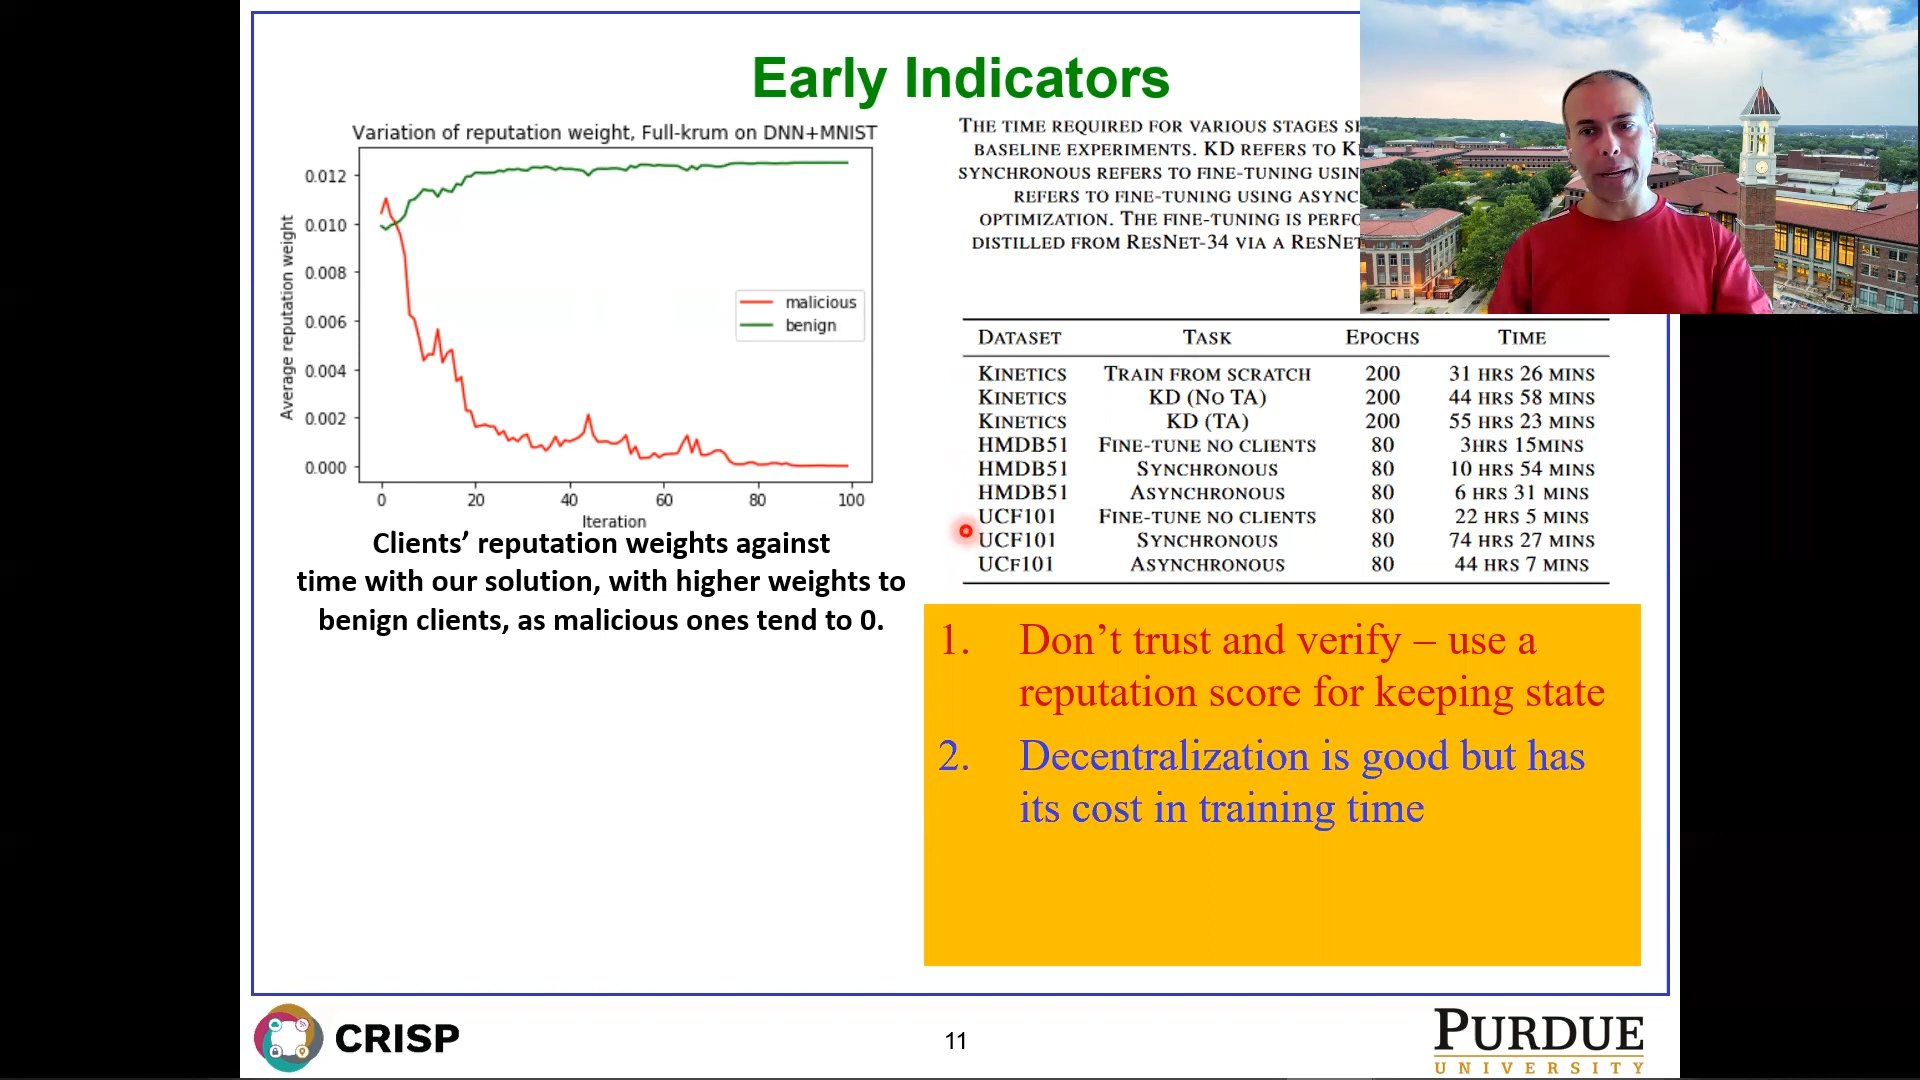 Early Indicators
Variation of reputation weight, Full-krum on DNN+MNIST
0.012
0.010
0.008
0.006
0.004
0.002
0.000
Average reputation weight
malicious
benign
0 20 40 60 80 100
Iteration
Clients’ reputation weights against
time with our solution, with higher weights to
benign clients, as malicious ones tend to 0.
THE TIME REQUIRED FOR VARIOUS STAGES
BASELINE EXPERIMENTS. KD REFERS TO
SYNCHRONOUS REFERS TO FINE-TUNING
REFERS TO FINE-TUNING USING
OPTIMIZATION. THE FINE-TUNING IS
DISTILLED FROM RESNET-34 VIA A
DATASET TASK EPOCHS TIME
KINETICS TRAIN FROM SCRATCH 200 31 HRS 26 MINS
KINETICS KD (NO TA) 200 44 HRS 58 MINS
KINETICS KD (TA) 200 55 HRS 23 MINS
HMDB51 FINE-TUNE NO CLIENTS 80 3HRS 15MINS
HMDB51 SYNCHRONOUS 80 10 HRS 54 MINS
HMDB51 ASYNCHRONOUS 80 6 HRS 31 MINS
UCF101 FINE-TUNE NO CLIENTS 80 22 HRS 5 MINS
UCF101 SYNCHRONOUS 80 74 HRS 27 MINS
UCF101 ASYNCHRONOUS 80 44 HRS 7 MINS
1. Don’t trust and verify – use a
reputation score for keeping state
2. Decentralization is good but has
its cost in training time
CRISP
11
PURDUE
UNIVERSITY